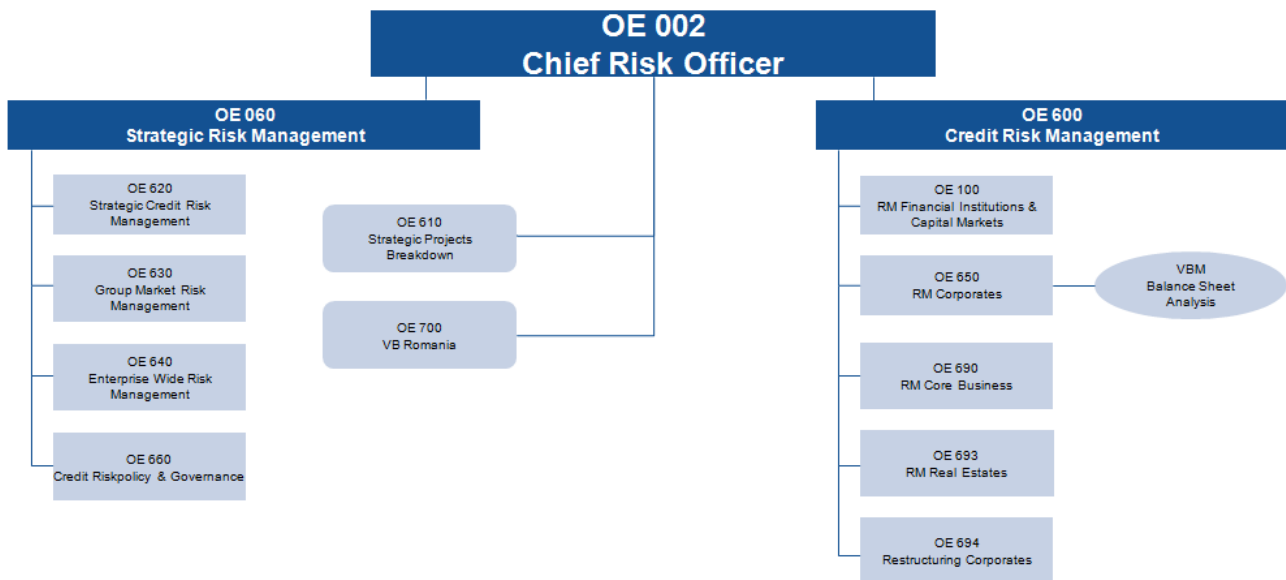 OE 002
Chief Risk Officer
OE 060
Strategic Risk Management
OE 600
Credit Risk Management
OE 620
Strategic Credit Risk
Management
OE 630
Group Market Risk
Management
OE 640
Enterprise Wide Risk
Management
OE 660
Credit Riskpolicy & Governance
OE 610
Strategic Projects
Breakdown
OE 700
VB Romania
OE 100
RM Financial Institutions &
Capital Markets
OE 650
RM Corporates
VBM
Balance Sheet
Analysis
OE 690
RM Core Business
OE 693
RM Real Estates
OE 694
Restructuring Corporates